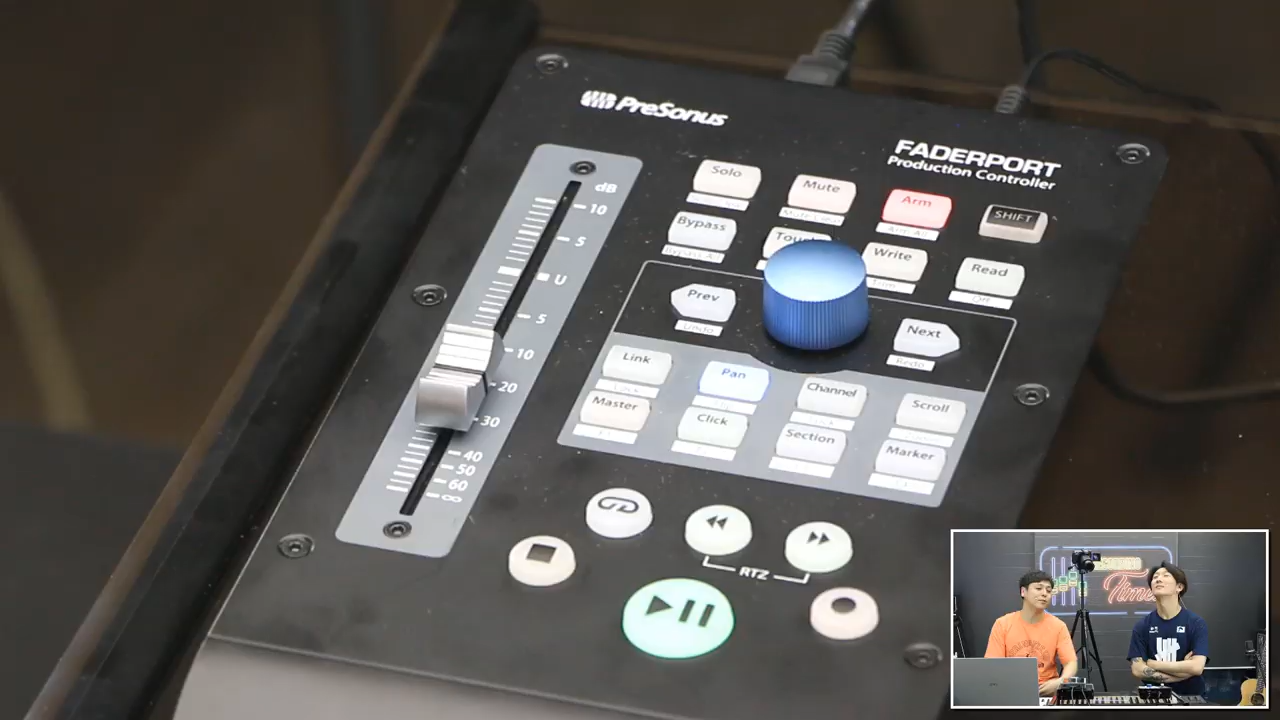 PreSonus
FADERPORT
Production Controller
dB
10
5
U
5
10
20
30
40
50
60
∞
Solo
Mute
Arm
SHIFT
Bypass
Write
Read
Off
Prev
Undo
Next
Redo
Link
Pan
Channel
Scroll
Master
Click
Section
Marker
RTZ
Time